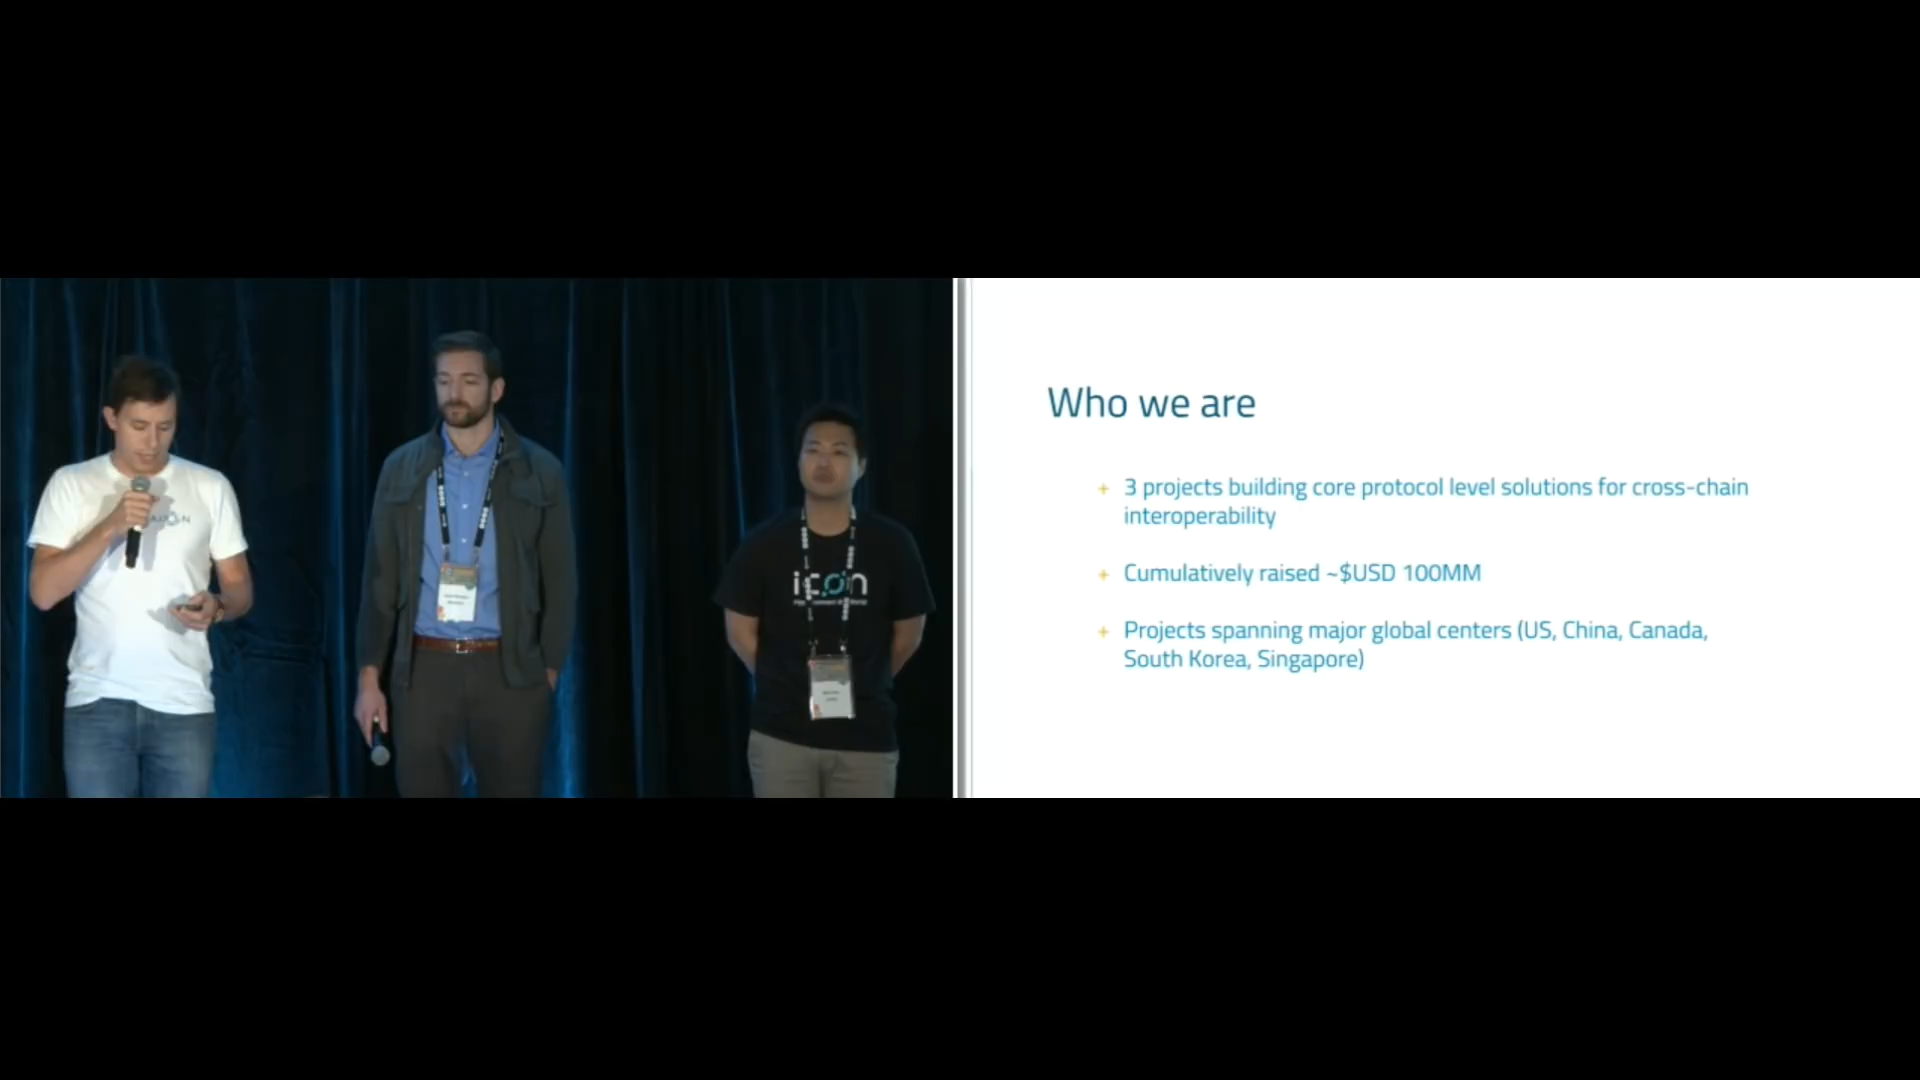 AION
icon
Who we are
+ 3 projects building core protocol level solutions for cross-chain
interoperability
+ Cumulatively raised ~$USD 100MM
+ Projects spanning major global centers (US, China, Canada,
South Korea, Singapore)